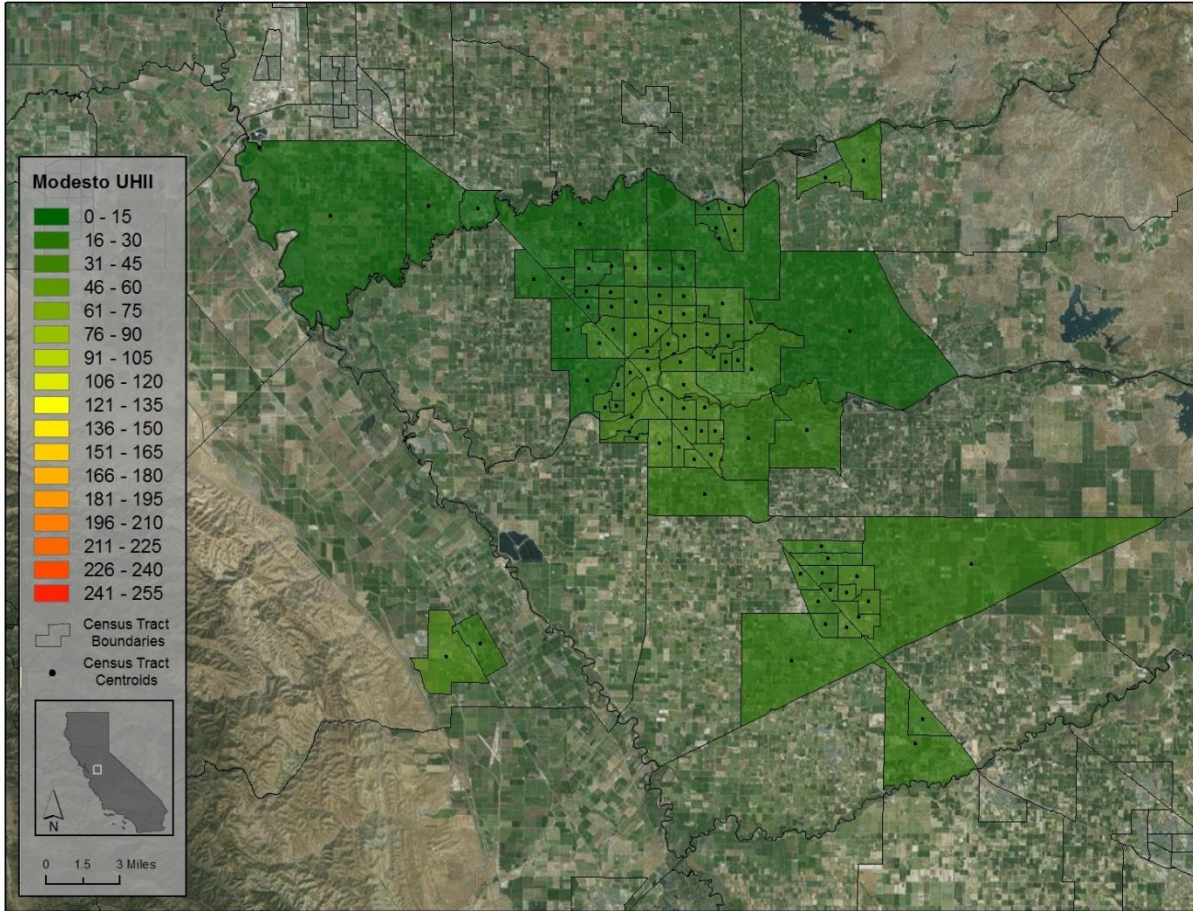 Modesto UHII
0 - 15
16 - 30
31 - 45
46 - 60
61 - 75
76 - 90
91 - 105
106 - 120
121 - 135
136 - 150
151 - 165
166 - 180
181 - 195
196 - 210
211 - 225
226 - 240
241 - 255
Census Tract
Boundaries
Census Tract
Centroids
N
0 1.5 3 Miles